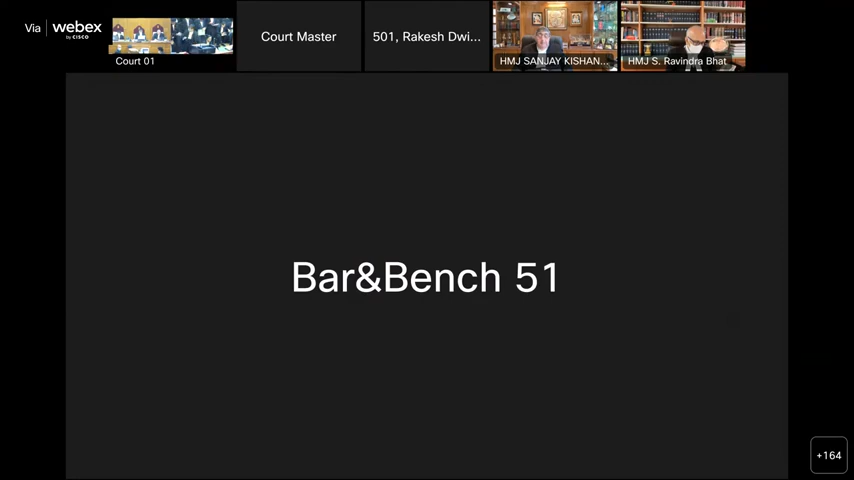 Via webex
by CISCO
Court 01
Court Master
501, Rakesh Dwi...
HMJ SANJAY KISHAN...
HMJ S. Ravindra Bhat
Bar&Bench 51
+164